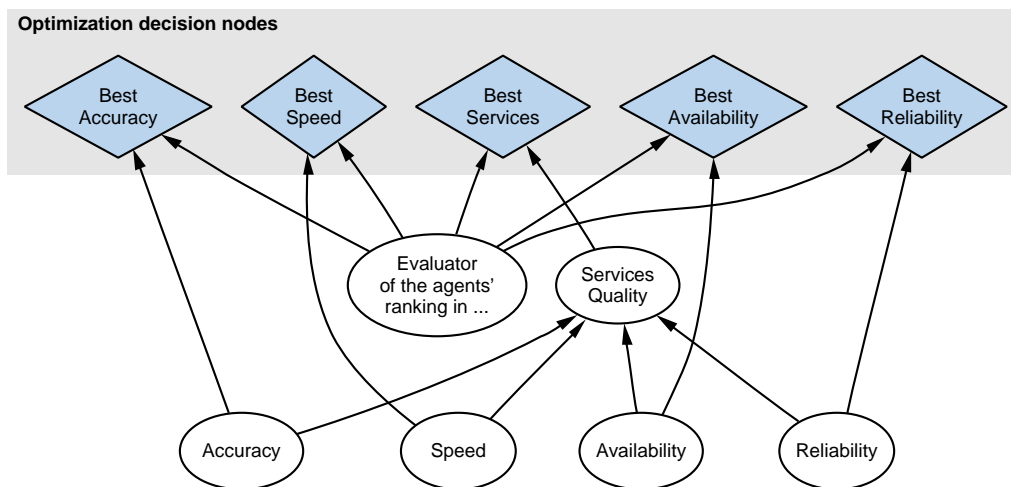 Optimization decision nodes
Best
Accuracy
Best
Speed
Best
Services
Best
Availability
Best
Reliability
Evaluator
of the agents’
ranking in ...
Services
Quality
Accuracy
Speed
Availability
Reliability